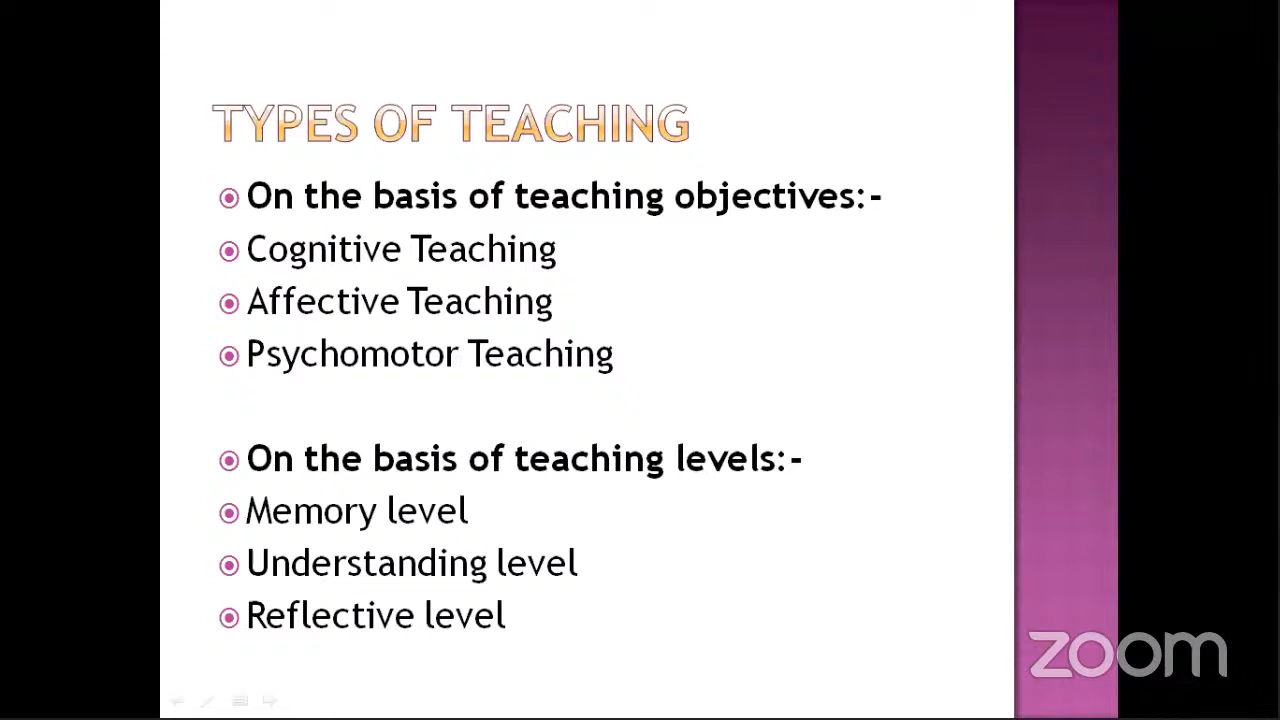 TYPES OF TEACHING
On the basis of teaching objectives:-
Cognitive Teaching
Affective Teaching
Psychomotor Teaching
On the basis of teaching levels:-
Memory level
Understanding level
Reflective level
zoom